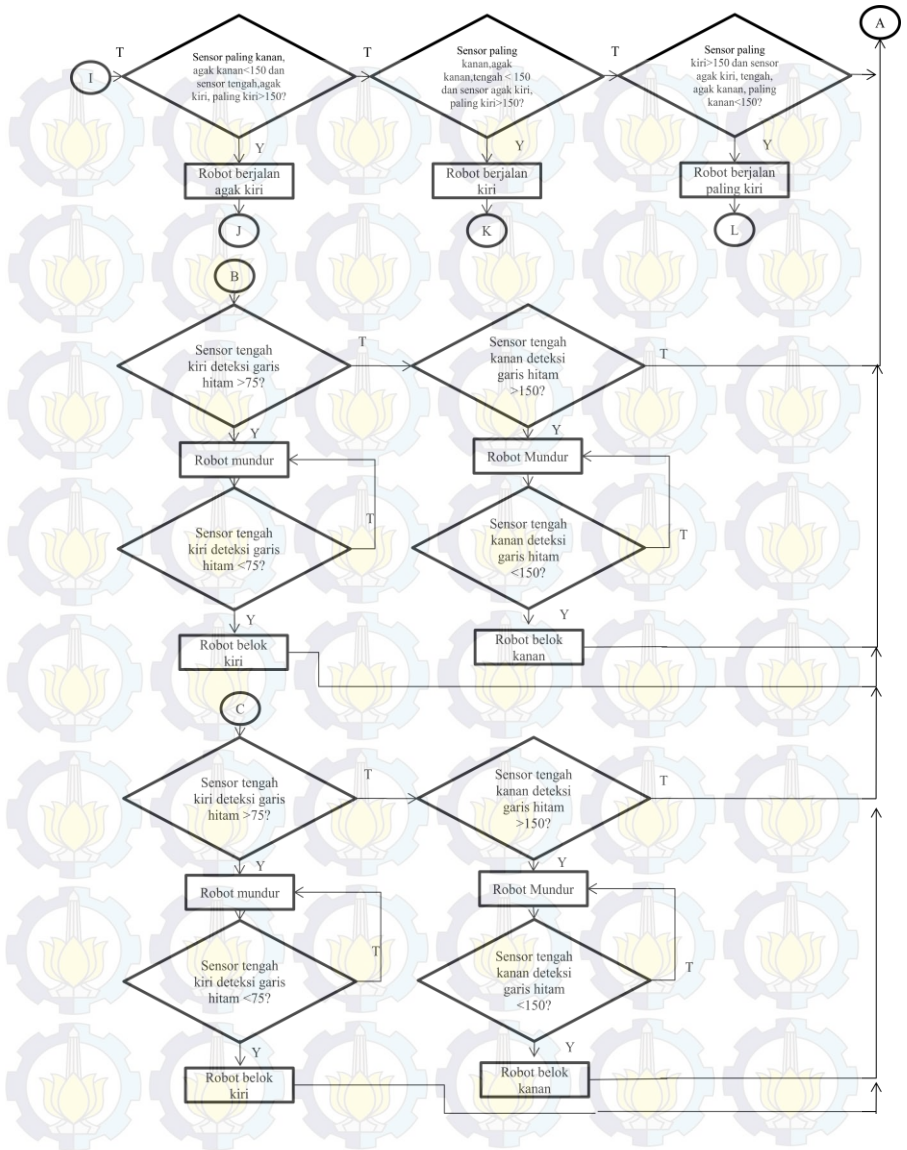 A
T
T
T
I
Sensor paling kanan,
agak kanan<150 dan
sensor tengah,agak
kiri, paling kiri>150?
Sensor paling
kanan,agak
kanan,tengah < 150
dan sensor agak kiri,
paling kiri>150?
Sensor paling
kiri>150 dan sensor
agak kiri, tengah,
agak kanan, paling
kanan<150?
Y
Y
Y
Robot berjalan
agak kiri
Robot berjalan
kiri
Robot berjalan
paling kiri
J
K
L
B
Sensor tengah
kiri deteksi garis
hitam >75?
T
Sensor tengah
kanan deteksi
garis hitam
>150?
T
Y
Y
Robot mundur
Robot Mundur
Sensor tengah
kiri deteksi garis
hitam <75?
T
Sensor tengah
kanan deteksi
garis hitam
<150?
T
Y
Y
Robot belok
kiri
Robot belok
kanan
C
Sensor tengah
kiri deteksi garis
hitam >75?
T
Sensor tengah
kanan deteksi
garis hitam
>150?
T
Y
Y
Robot mundur
Robot Mundur
Sensor tengah
kiri deteksi garis
hitam <75?
T
Sensor tengah
kanan deteksi
garis hitam
<150?
T
Y
Y
Robot belok
kiri
Robot belok
kanan